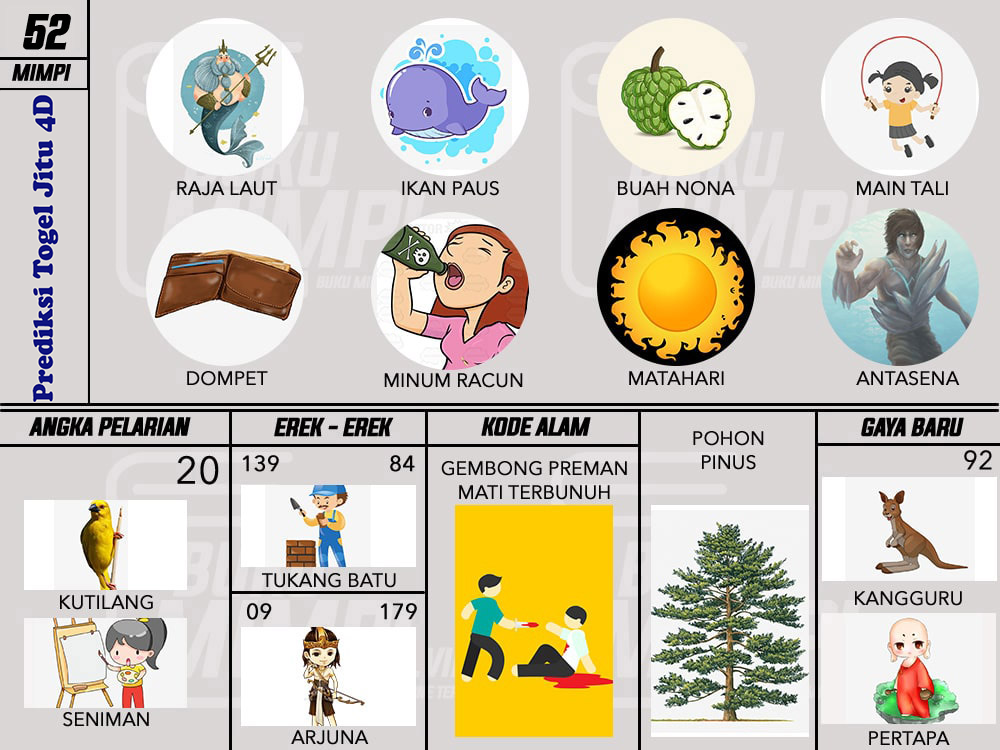 52
MIMPI
Prediksi Togel Jitu 4D
RAJA LAUT
IKAN PAUS
BUAH NONA
MAIN TALI
DOMPET
MINUM RACUN
MATAHARI
ANTASENA
ANGKA PELARIAN
20
KUTILANG
SENIMAN
EREK - EREK
139 84
TUKANG BATU
09 179
ARJUNA
KODE ALAM
GEMBONG PREMAN
MATI TERBUNUH
POHON
PINUS
GAYA BARU
92
KANGGURU
PERTAPA
BUKU
MIMPI